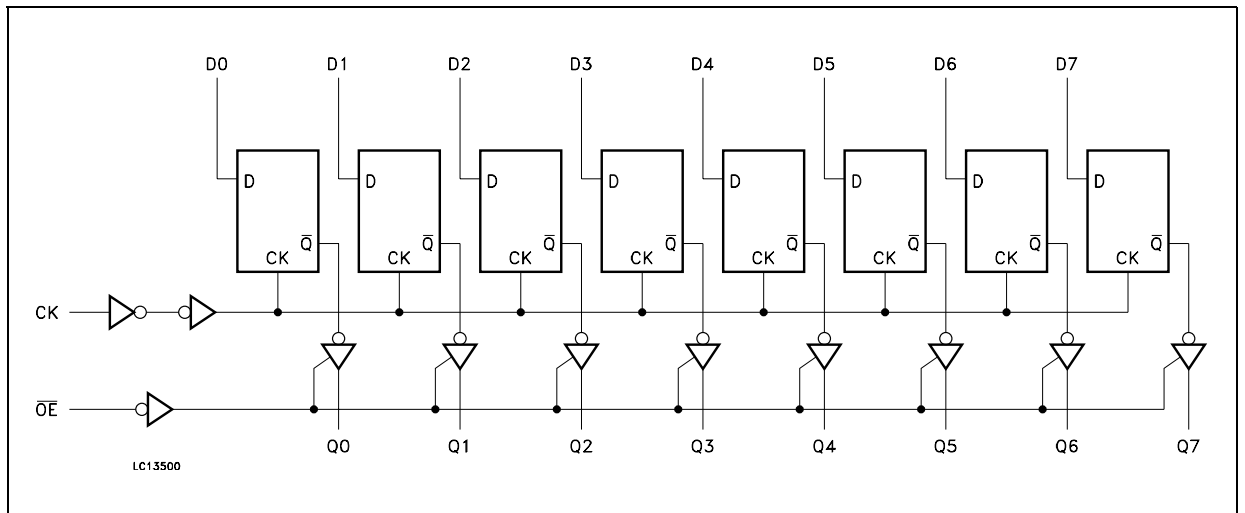 D0 D1 D2 D3 D4 D5 D6 D7
D D D D D D D D
Q̅ Q̅ Q̅ Q̅ Q̅ Q̅ Q̅ Q̅
CK CK CK CK CK CK CK CK
CK
O̅E̅
Q0 Q1 Q2 Q3 Q4 Q5 Q6 Q7
LC13500